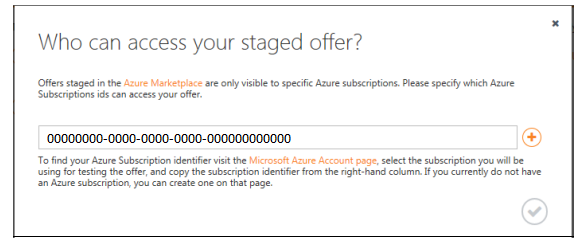 Who can access your staged offer?
Offers staged in the Azure Marketplace are only visible to specific Azure subscriptions. Please specify which Azure
Subscriptions ids can access your offer.
00000000-0000-0000-0000-000000000000
To find your Azure Subscription identifier visit the Microsoft Azure Account page, select the subscription you will be
using for testing the offer, and copy the subscription identifier from the right-hand column. If you currently do not have
an Azure subscription, you can create one on that page.